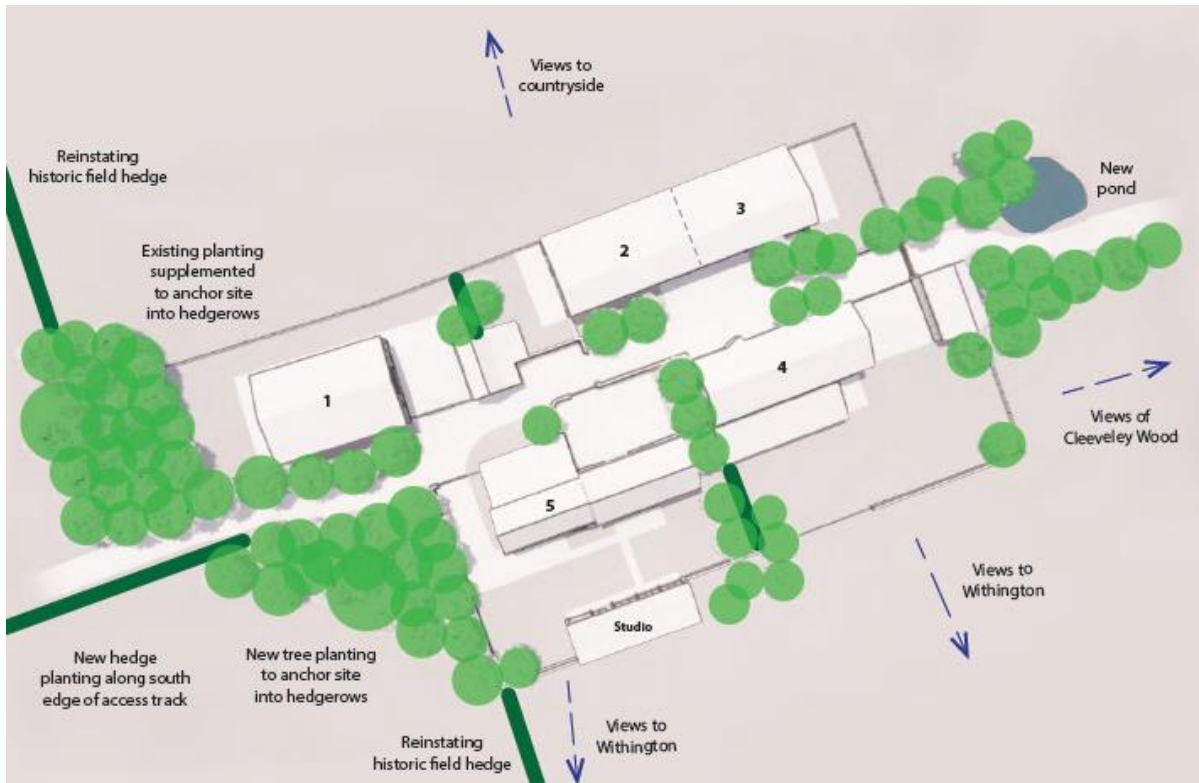 Views to
countryside
Reinstating
historic field hedge
New
pond
Existing planting
supplemented
to anchor site
into hedgerows
3
2
4
1
Views of
Cleeveley Wood
5
Views to
Withington
Studio
New hedge
planting along south
edge of access track
New tree planting
to anchor site
into hedgerows
Views to
Withington
Reinstating
historic field hedge